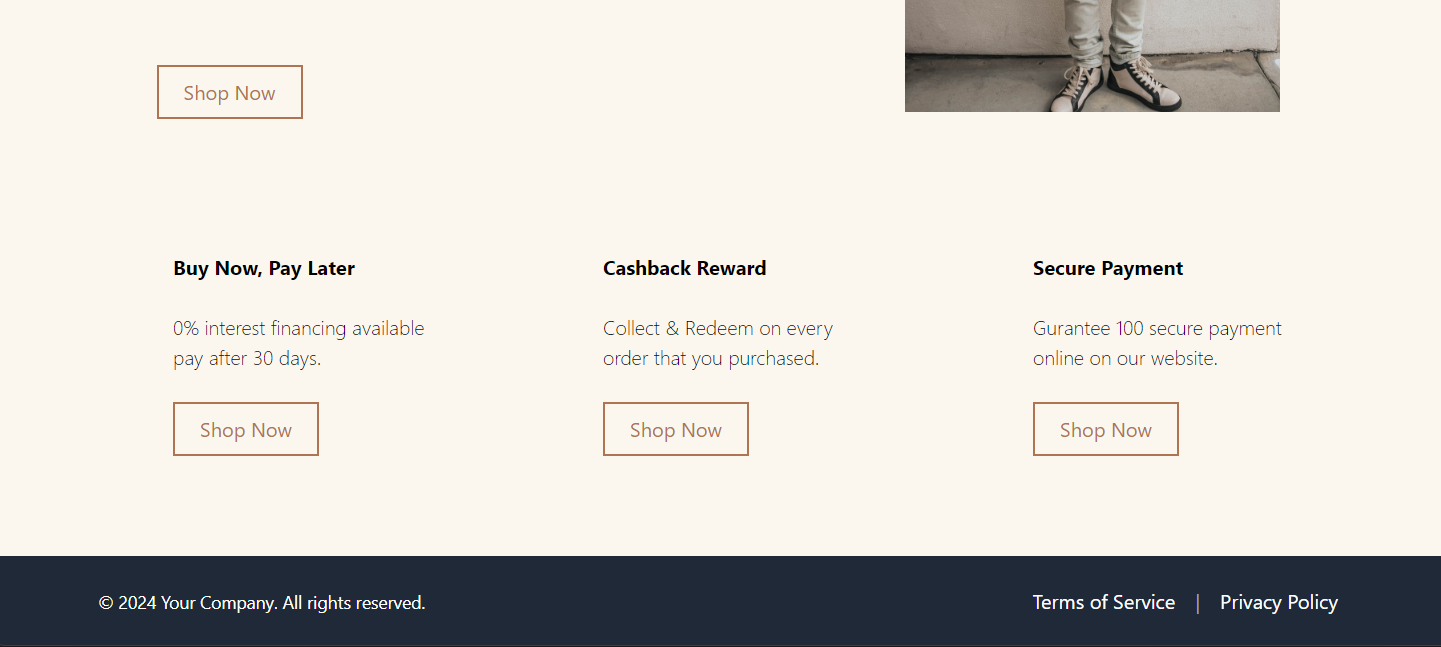 Shop Now
Buy Now, Pay Later
0% interest financing available
pay after 30 days.
Shop Now
Cashback Reward
Collect & Redeem on every
order that you purchased.
Shop Now
Secure Payment
Gurantee 100 secure payment
online on our website.
Shop Now
© 2024 Your Company. All rights reserved.
Terms of Service | Privacy Policy